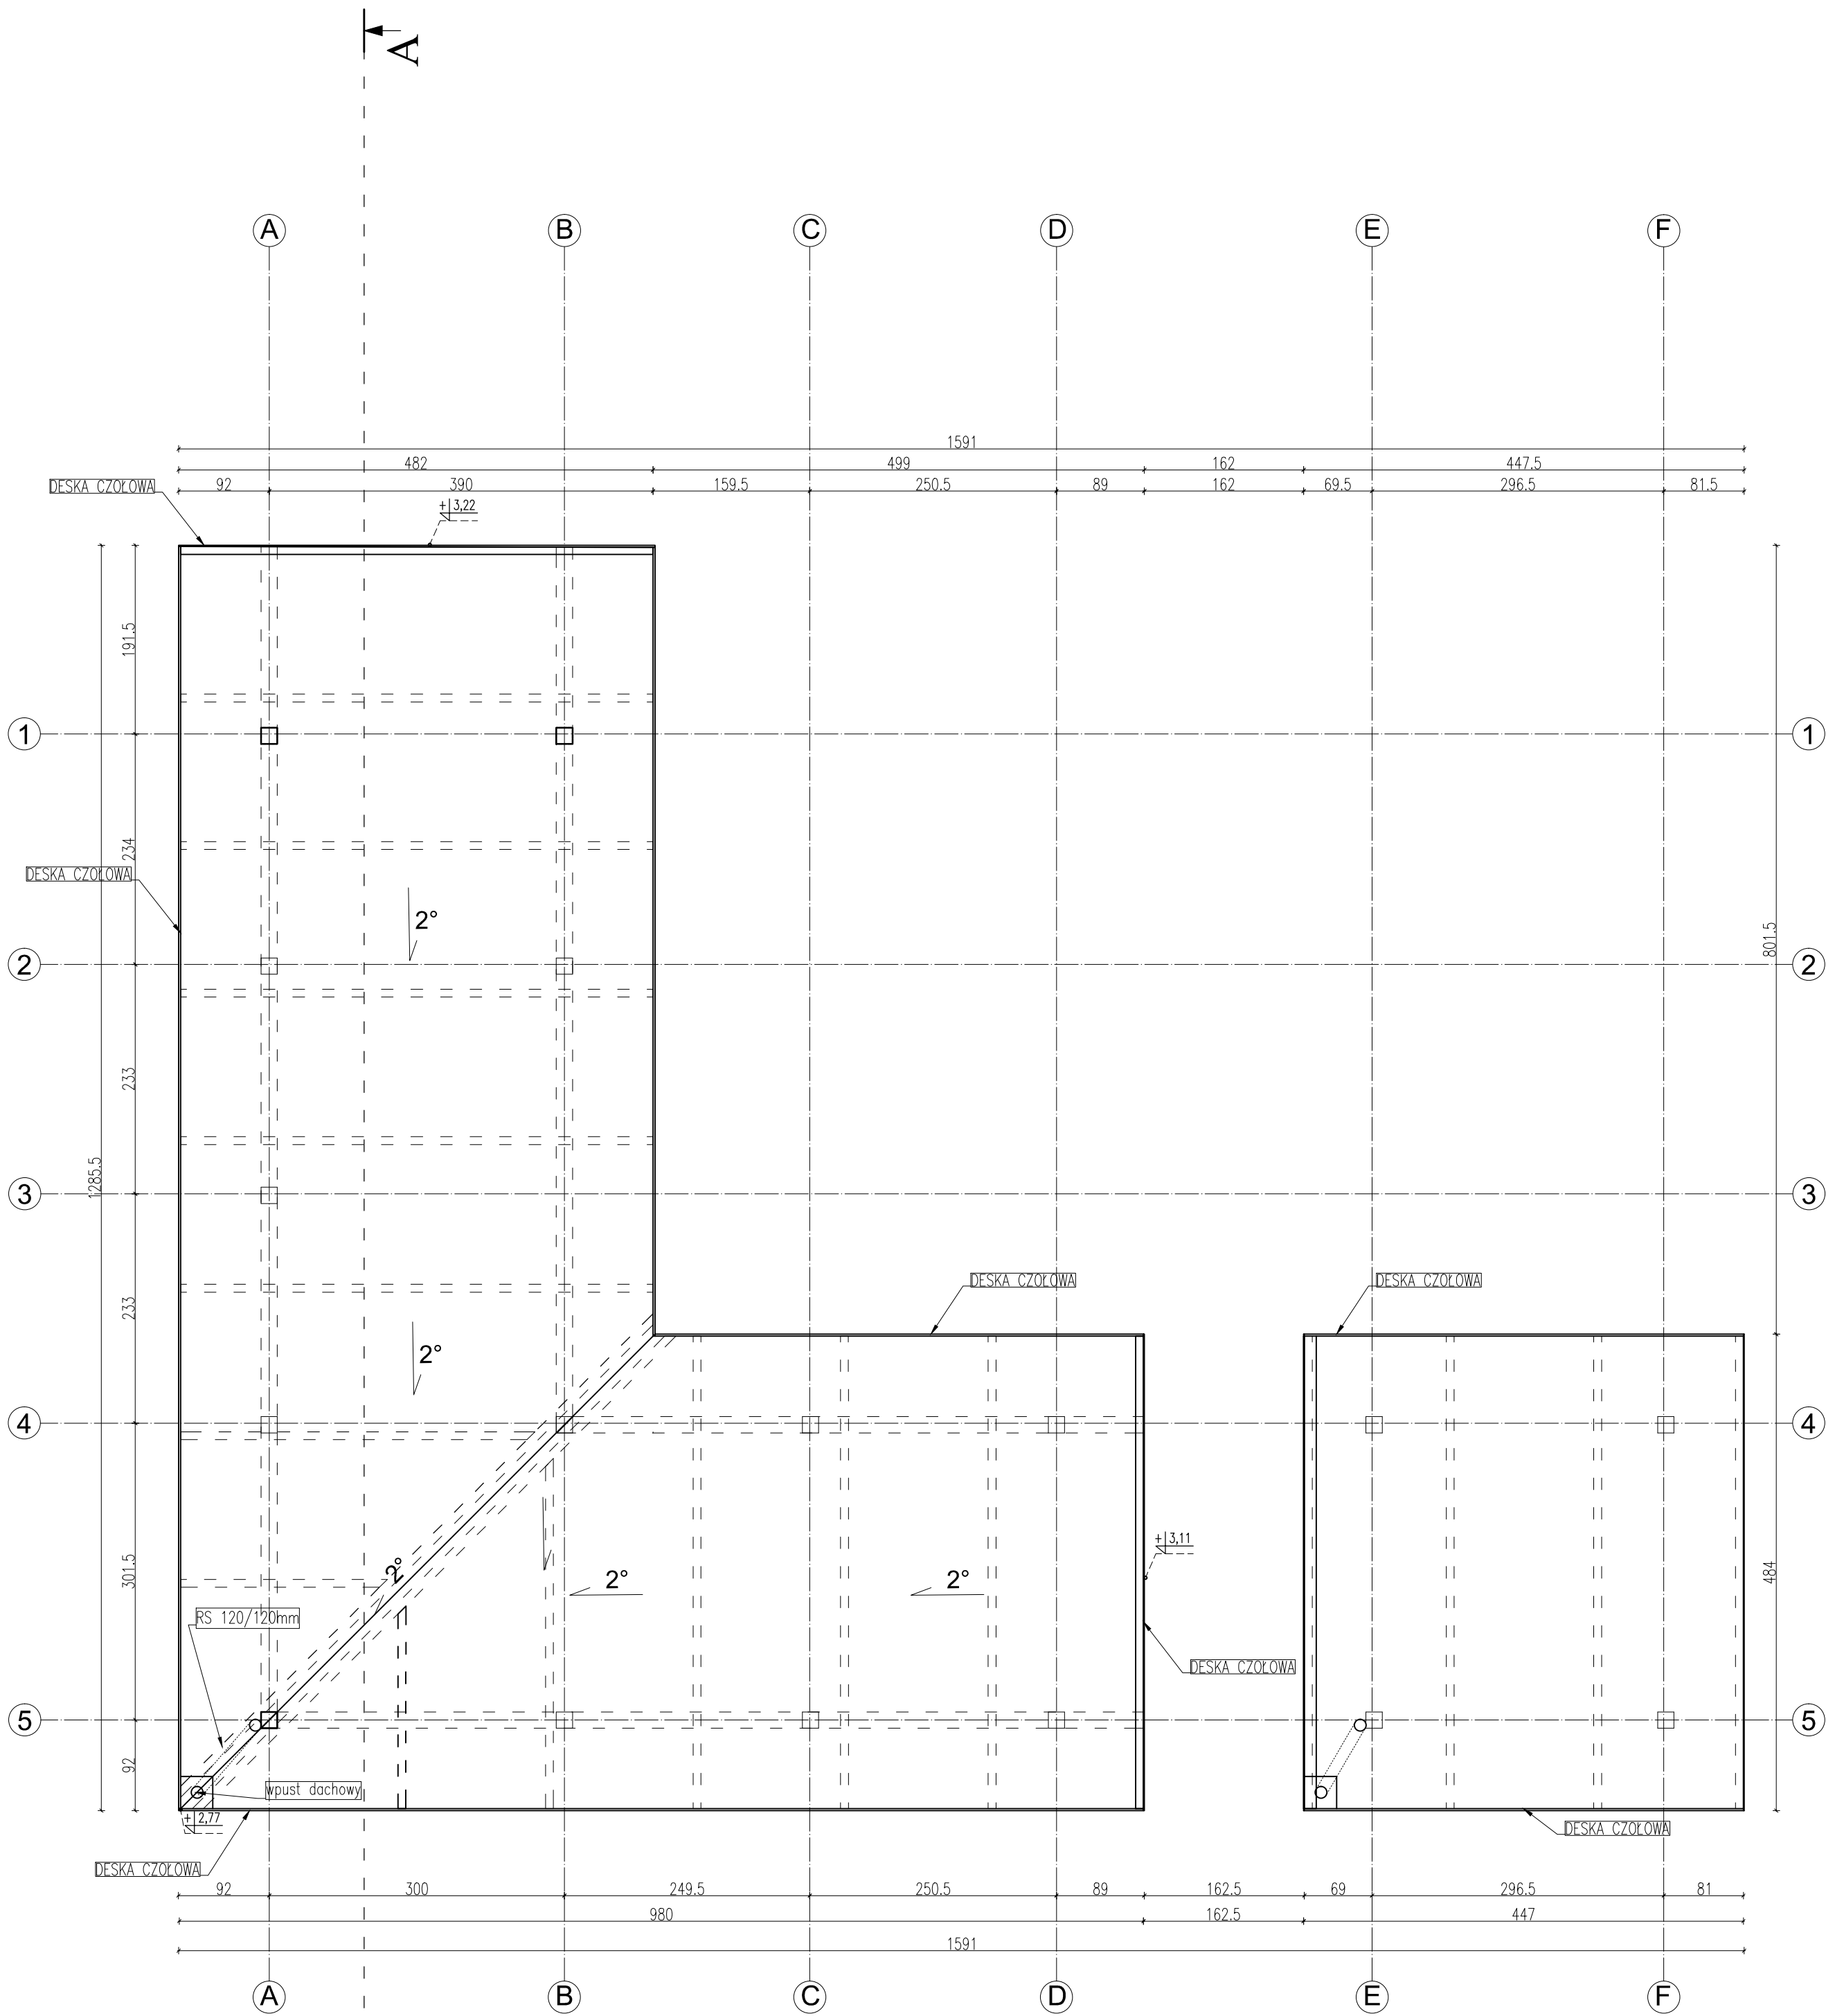 A
A B C D E F
1591
482 499 162 447.5
92 390 159.5 250.5 89 162 69.5 296.5 81.5
DESKA CZOŁOWA
+ 3,22
191.5
1 1
234
DESKA CZOŁOWA
2°
801.5
2 2
233
1285.5
3 3
233
DESKA CZOŁOWA
DESKA CZOŁOWA
2°
4 4
+ 3,11
301.5
2°
2°
2°
484
RS 120/120mm
DESKA CZOŁOWA
5 5
92
wpust dachowy
+ 2,77
DESKA CZOŁOWA
DESKA CZOŁOWA
92 300 249.5 250.5 89 162.5 69 296.5 81
980 162.5 447
1591
A B C D E F